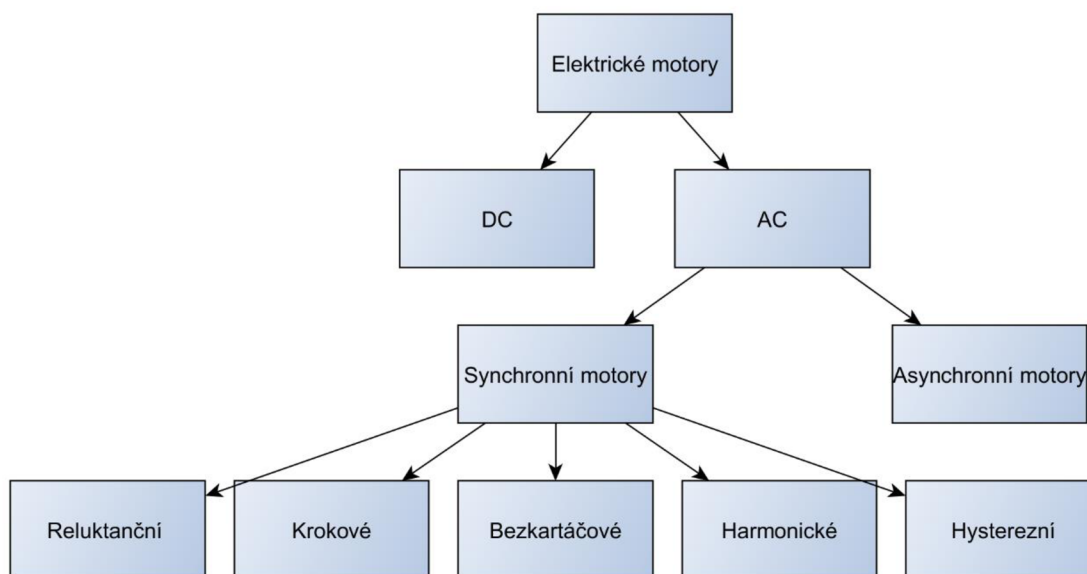 Elektrické motory
DC
AC
Synchronní motory
Asynchronní motory
Reluktanční
Krokové
Bezkartáčové
Harmonické
Hysterezní